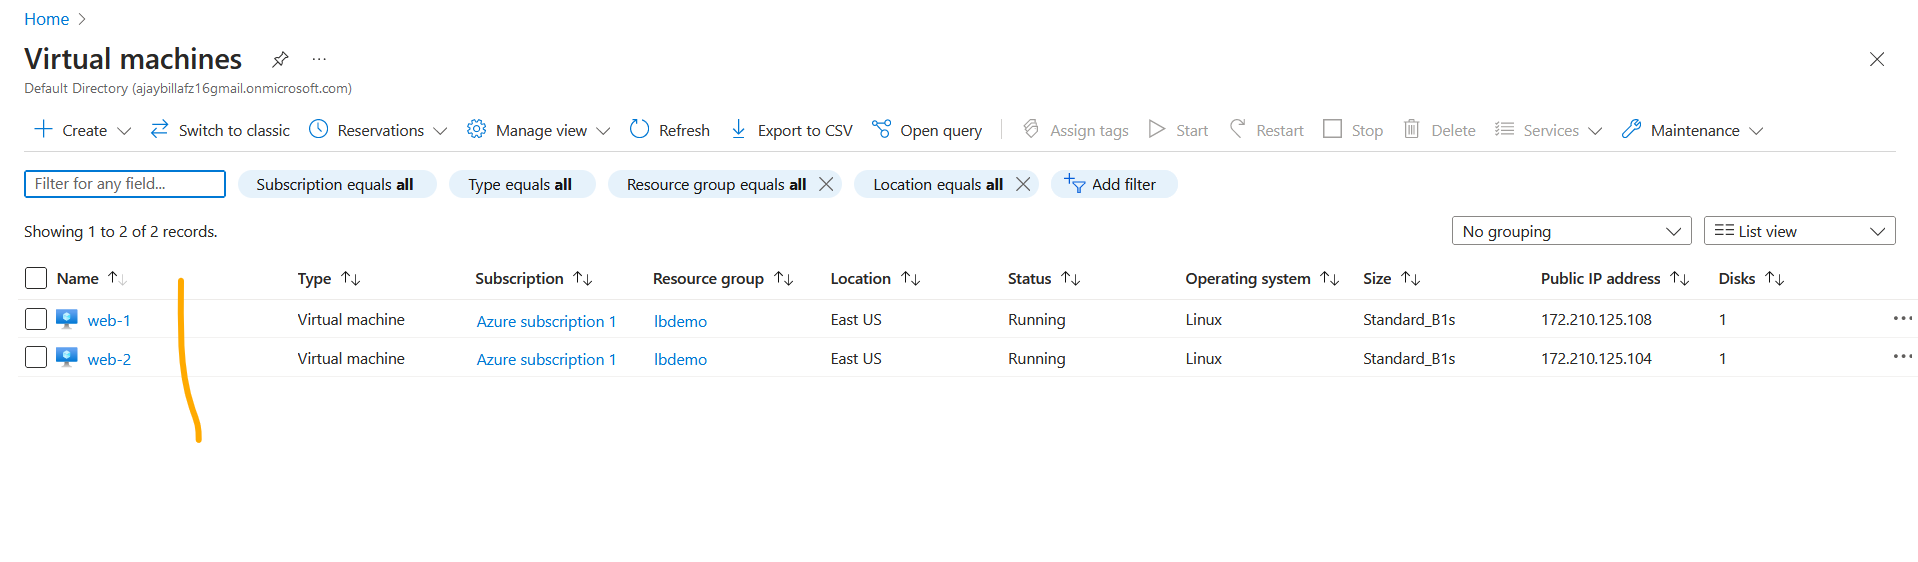 Home
Virtual machines
Default Directory (ajaybillafz16gmail.onmicrosoft.com)
Create Switch to classic Reservations Manage view Refresh Export to CSV Open query Assign tags Start Restart Stop Delete Services Maintenance
Filter for any field... Subscription equals all Type equals all Resource group equals all Location equals all Add filter
Showing 1 to 2 of 2 records. No grouping List view
Name Type Subscription Resource group Location Status Operating system Size Public IP address Disks
web-1 Virtual machine Azure subscription 1 lbdemo East US Running Linux Standard_B1s 172.210.125.108 1
web-2 Virtual machine Azure subscription 1 lbdemo East US Running Linux Standard_B1s 172.210.125.104 1